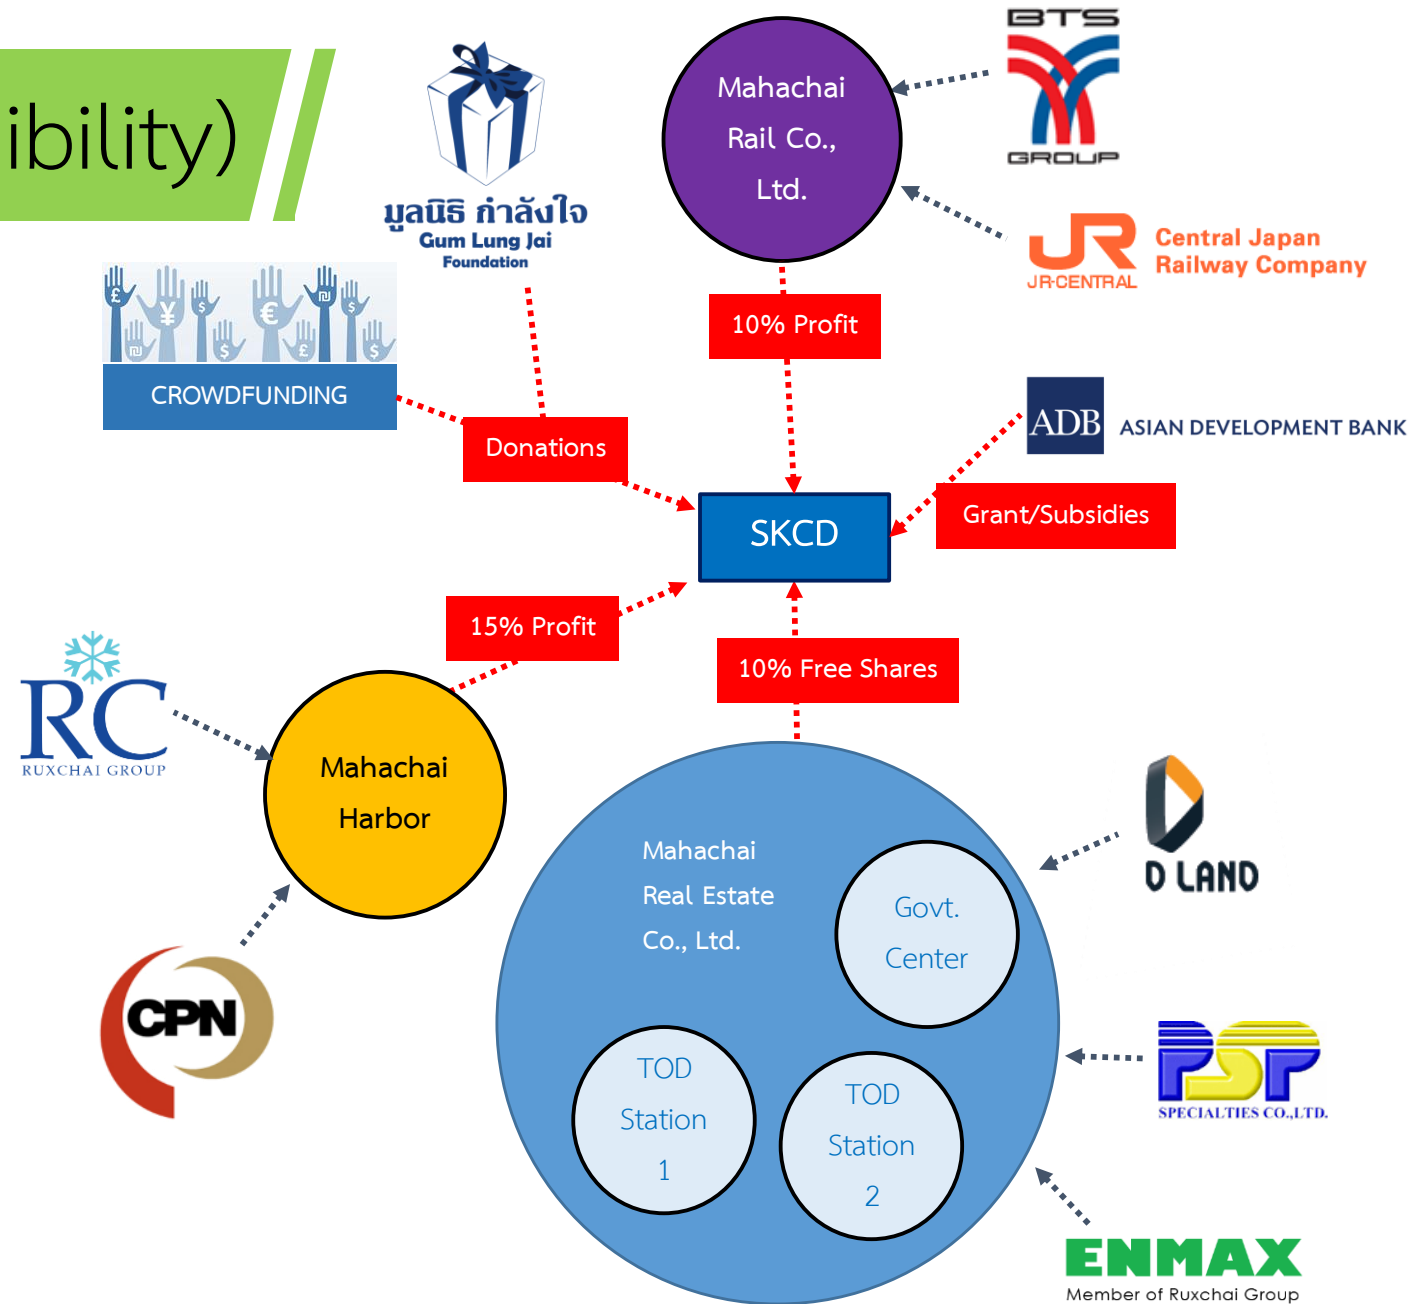 ibility)
BTS
GROUP
Mahachai
Rail Co.,
Ltd.
มูลนิธิ กำลังใจ
Gum Lung Jai
Foundation
JR
JR-CENTRAL
Central Japan
Railway Company
£ ¥ $ € ₪ $
₪ $ £ $
CROWDFUNDING
10% Profit
Donations
ADB
ASIAN DEVELOPMENT BANK
Grant/Subsidies
SKCD
15% Profit
10% Free Shares
RC
RUXCHAI GROUP
Mahachai
Harbor
CPN
Mahachai
Real Estate
Co., Ltd.
Govt.
Center
TOD
Station
1
TOD
Station
2
D LAND
PSP
SPECIALTIES CO.,LTD.
ENMAX
Member of Ruxchai Group